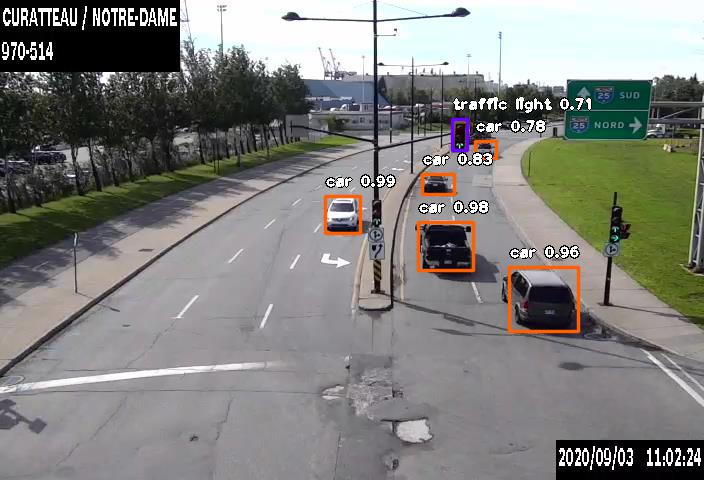 CURATTEAU / NOTRE-DAME
970-514
traffic light 0.71
car 0.78
car 0.83
car 0.99
car 0.98
car 0.96
25 SUD
25 NORD
2020/09/03 11:02:24